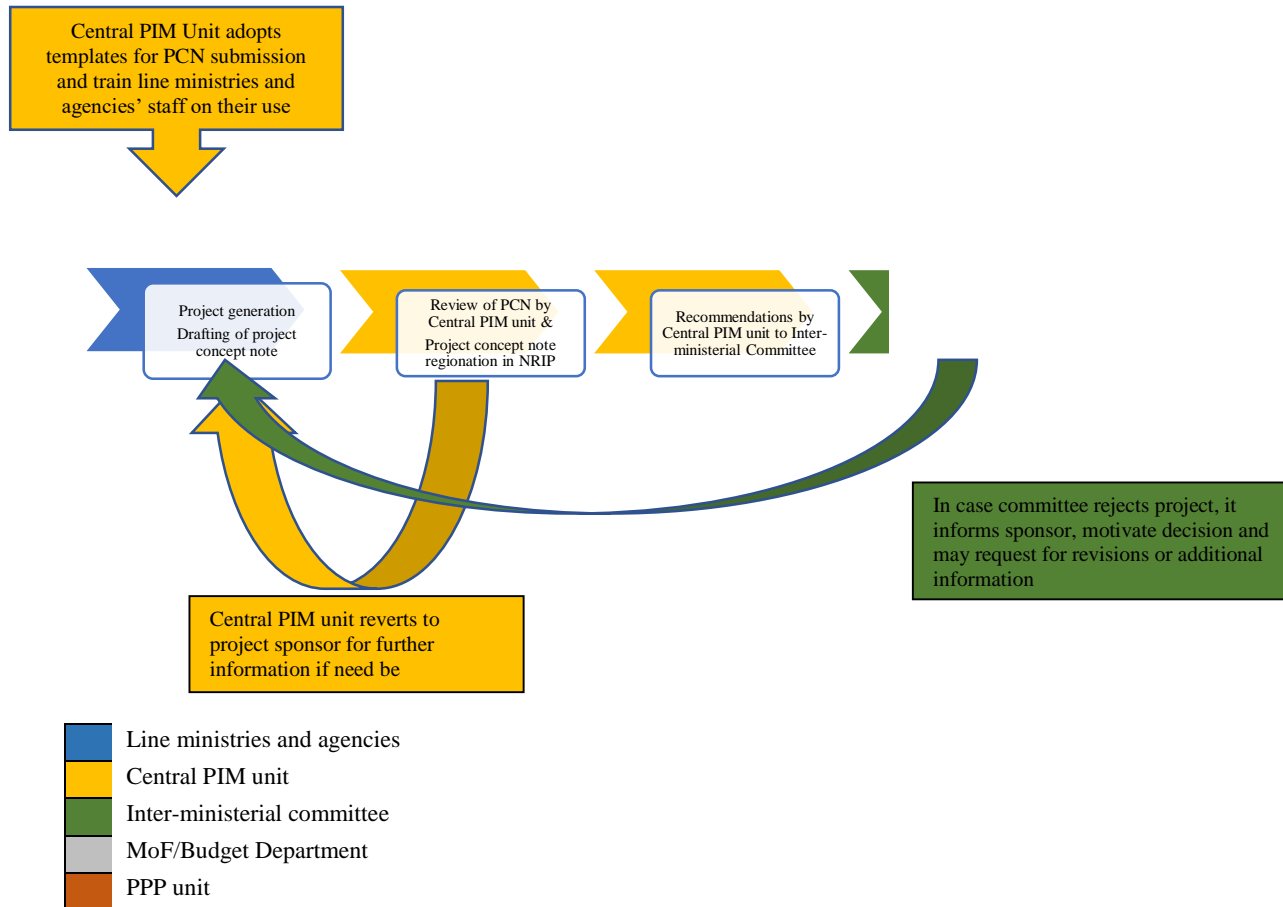 Central PIM Unit adopts
templates for PCN submission
and train line ministries and
agencies’ staff on their use
Project generation
Drafting of project
concept note
Review of PCN by
Central PIM unit &
Project concept note
regionation in NRIP
Recommendations by
Central PIM unit to Inter-
ministerial Committee
In case committee rejects project, it
informs sponsor, motivate decision and
may request for revisions or additional
information
Central PIM unit reverts to
project sponsor for further
information if need be
Line ministries and agencies
Central PIM unit
Inter-ministerial committee
MoF/Budget Department
PPP unit